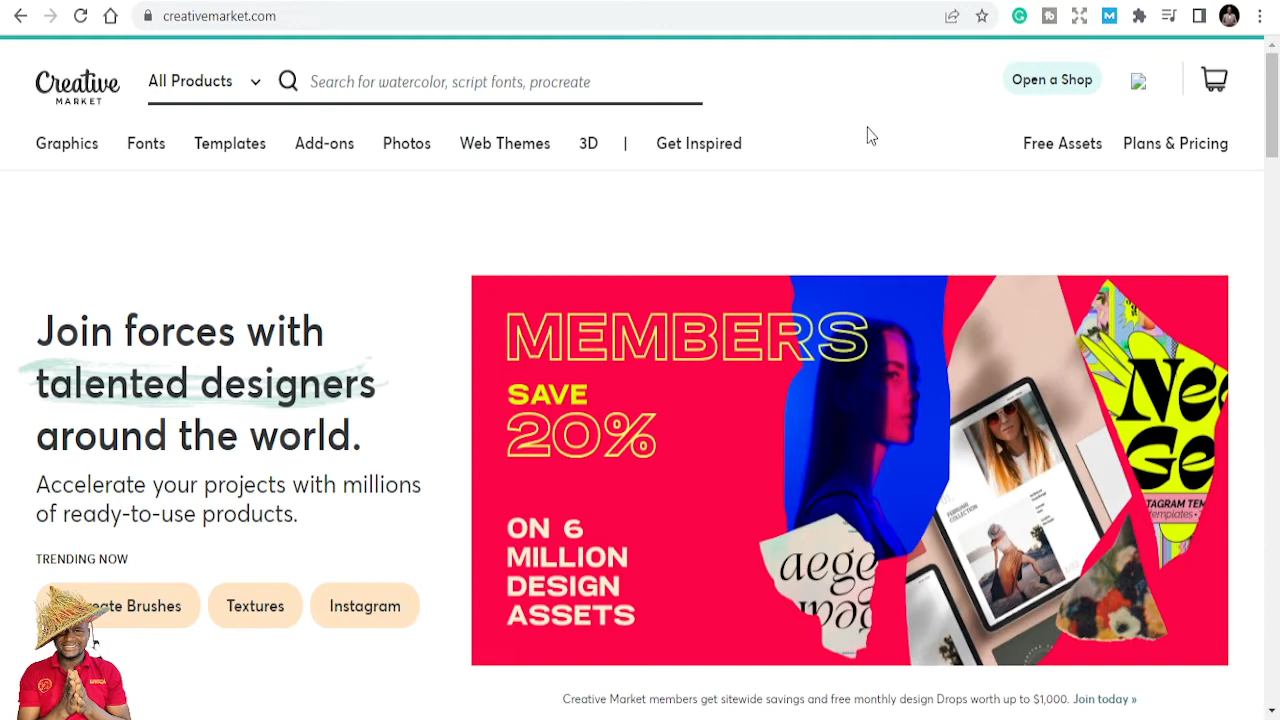 creativemarket.com
Creative
MARKET
All Products
Search for watercolor, script fonts, procreate
Open a Shop
Graphics
Fonts
Templates
Add-ons
Photos
Web Themes
3D
|
Get Inspired
Free Assets
Plans & Pricing
Join forces with
talented designers
around the world.
Accelerate your projects with millions
of ready-to-use products.
TRENDING NOW
Brushes
Textures
Instagram
MEMBERS
SAVE
20%
ON 6
MILLION
DESIGN
ASSETS
aege
Creative Market members get sitewide savings and free monthly design Drops worth up to $1,000. Join today »